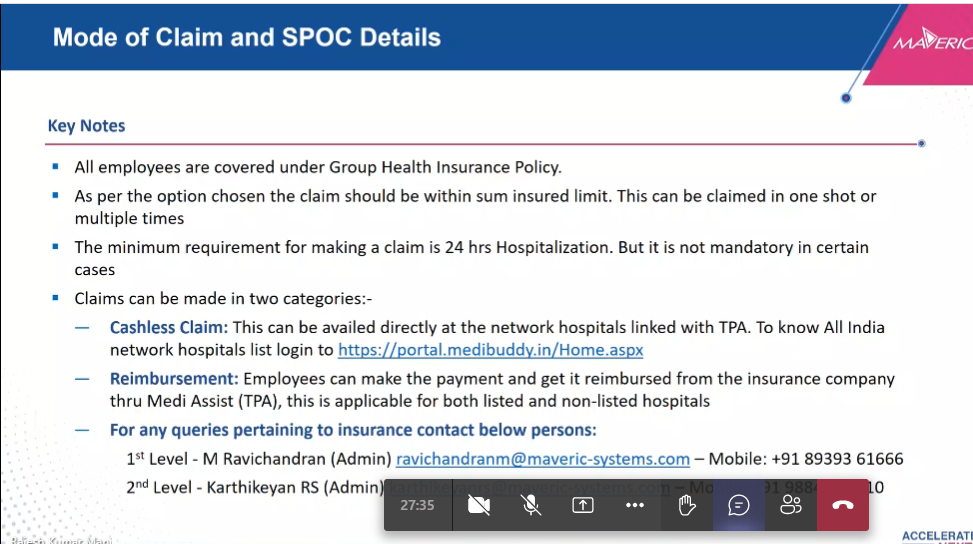 Mode of Claim and SPOC Details
MAVERIC
Key Notes
All employees are covered under Group Health Insurance Policy.
As per the option chosen the claim should be within sum insured limit. This can be claimed in one shot or
multiple times
The minimum requirement for making a claim is 24 hrs Hospitalization. But it is not mandatory in certain
cases
Claims can be made in two categories:-
— Cashless Claim: This can be availed directly at the network hospitals linked with TPA. To know All India
network hospitals list login to https://portal.medibuddy.in/Home.aspx
— Reimbursement: Employees can make the payment and get it reimbursed from the insurance company
thru Medi Assist (TPA), this is applicable for both listed and non-listed hospitals
— For any queries pertaining to insurance contact below persons:
1st Level - M Ravichandran (Admin) ravichandranm@maveric-systems.com – Mobile: +91 89393 61666
2nd Level - Karthikeyan RS (Admin) karthikeyanrs@maveric-systems.com – 10
27:35
Rajesh Kumar Mani
ACCELERATE